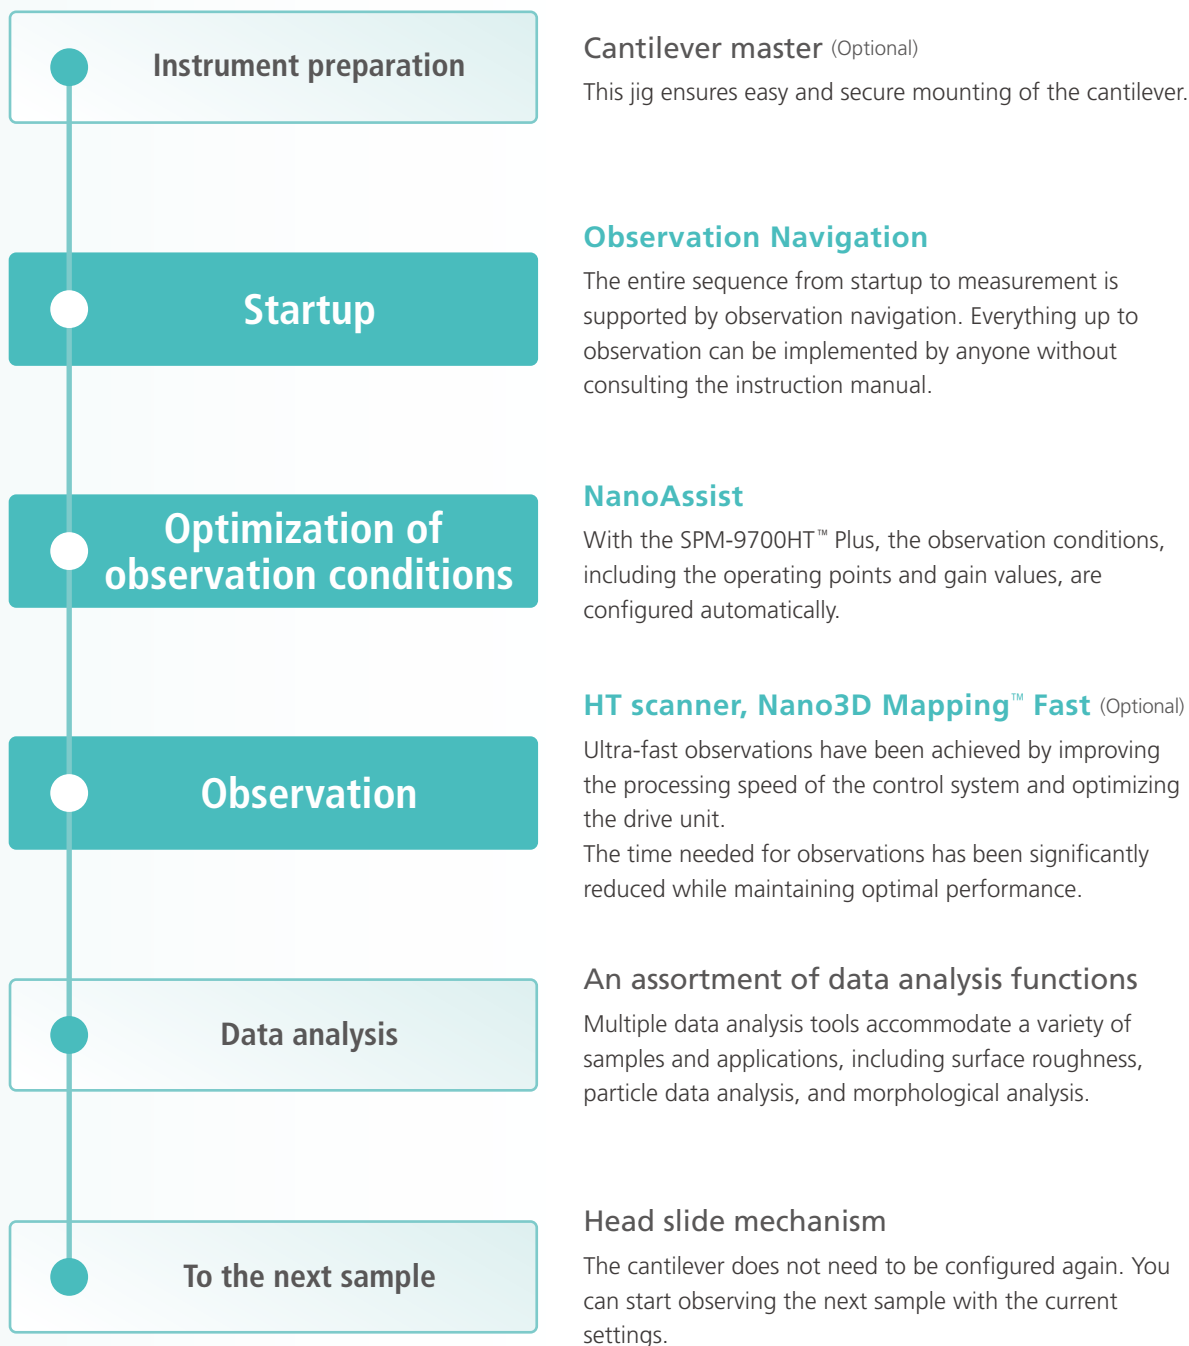 Instrument preparation
Cantilever master (Optional)
This jig ensures easy and secure mounting of the cantilever.
Startup
Observation Navigation
The entire sequence from startup to measurement is
supported by observation navigation. Everything up to
observation can be implemented by anyone without
consulting the instruction manual.
Optimization of
observation conditions
NanoAssist
With the SPM-9700HT™ Plus, the observation conditions,
including the operating points and gain values, are
configured automatically.
Observation
HT scanner, Nano3D Mapping™ Fast (Optional)
Ultra-fast observations have been achieved by improving
the processing speed of the control system and optimizing
the drive unit.
The time needed for observations has been significantly
reduced while maintaining optimal performance.
Data analysis
An assortment of data analysis functions
Multiple data analysis tools accommodate a variety of
samples and applications, including surface roughness,
particle data analysis, and morphological analysis.
To the next sample
Head slide mechanism
The cantilever does not need to be configured again. You
can start observing the next sample with the current
settings.